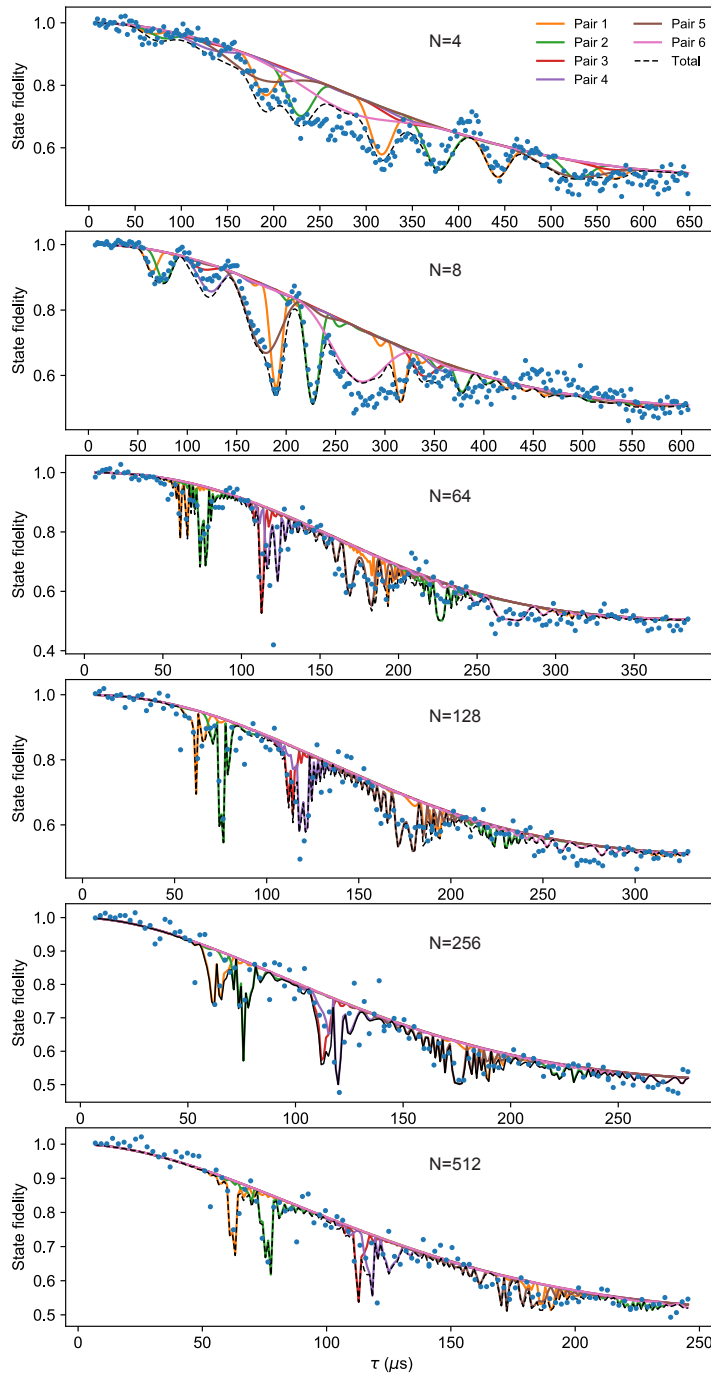 N=4
Pair 1
Pair 2
Pair 3
Pair 4
Pair 5
Pair 6
Total
State fidelity
1.0
0.8
0.6
0 50 100 150 200 250 300 350 400 450 500 550 600 650
N=8
State fidelity
1.0
0.8
0.6
0 50 100 150 200 250 300 350 400 450 500 550 600
N=64
State fidelity
1.0
0.8
0.6
0.4
0 50 100 150 200 250 300 350
N=128
State fidelity
1.0
0.8
0.6
0 50 100 150 200 250 300
N=256
State fidelity
1.0
0.9
0.8
0.7
0.6
0.5
0 50 100 150 200 250
N=512
State fidelity
1.0
0.9
0.8
0.7
0.6
0.5
0 50 100 150 200 250
τ (μs)